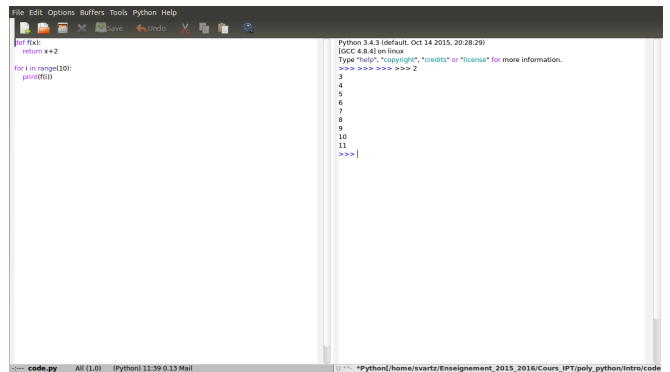 File Edit Options Buffers Tools Python Help
Save Undo
def f(x):
    return x+2
for i in range(10):
    print(f(i))
Python 3.4.3 (default, Oct 14 2015, 20:28:29)
[GCC 4.8.4] on linux
Type "help", "copyright", "credits" or "license" for more information.
>>> >>> >>> >>> 2
3
4
5
6
7
8
9
10
11
>>>
-:--- code.py All (1,0) (Python) 11:39 0.13 Mail
U:**- *Python[/home/svartz/Enseignement_2015_2016/Cours_IPT/poly_python/Intro/code